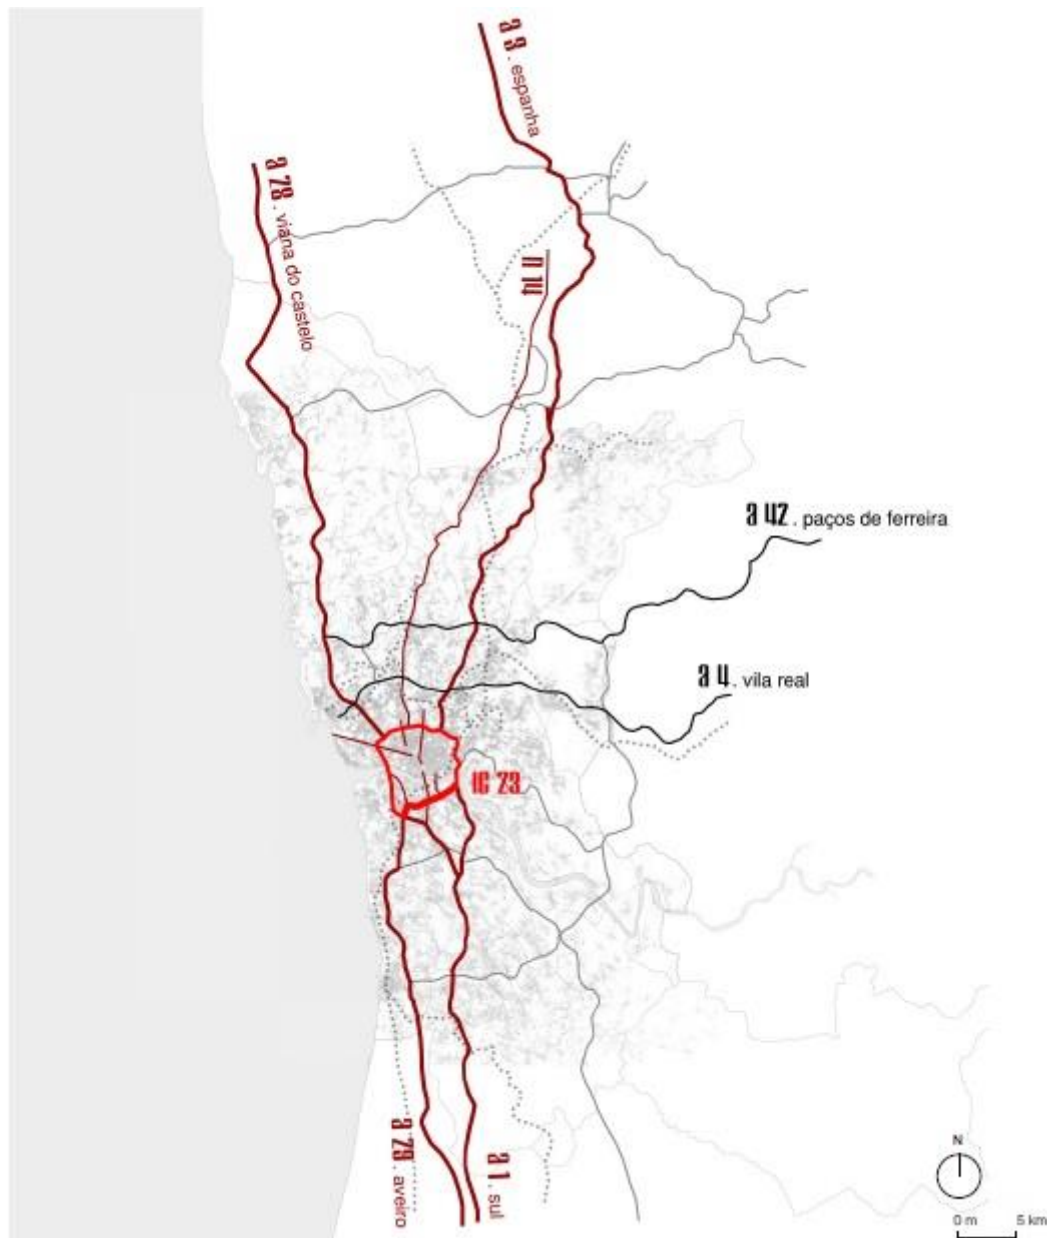 a 3 . espanha
a 28 . viana do castelo
n 14
a 42 . paços de ferreira
a 4 . vila real
IC 23
a 29 . aveiro
a 1 . sul
N
0 m 5 km